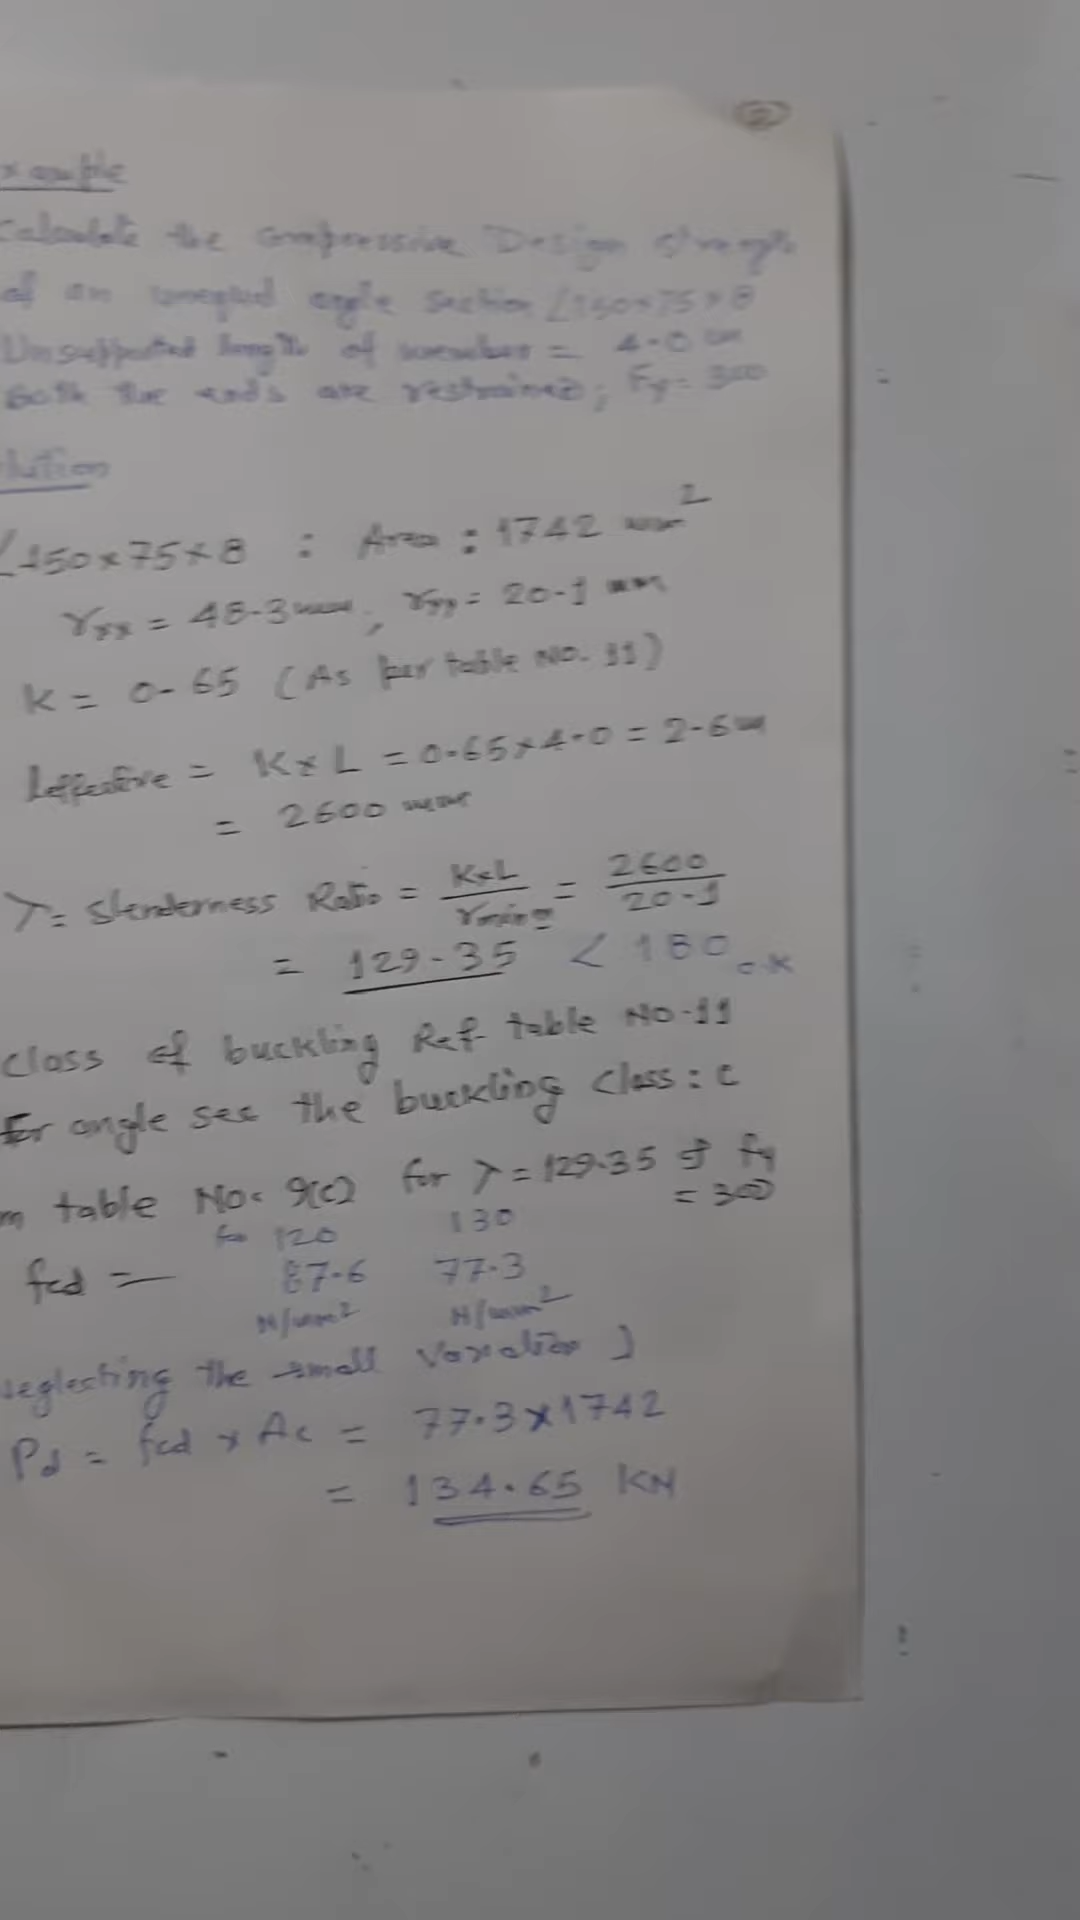 2
xample
Calculate the compressive Design strength
of an unequal angle section ∠150×75×8
Unsupported length of member = 4.0 m
Both the ends are restrained, Fy = 300
lution
∠150×75×8 : Area : 1742 mm²
rxx = 48.3 mm, ryy = 20.1 mm
K = 0.65 (As per table No. 11)
Leffective = K×L = 0.65×4.0 = 2.6 m
= 2600 mm
λ = Slenderness Ratio = K×L / rmin = 2600 / 20.1
= 129.35 < 180 OK
Class of buckling Ref table No-11
For angle sec the buckling class : c
m table No. 9(c) for λ = 129.35 & fy = 300
for 120 130
fcd = 87.6 77.3
N/mm² N/mm²
neglecting the small variation ]
Pd = fcd × Ac = 77.3×1742
= 134.65 KN